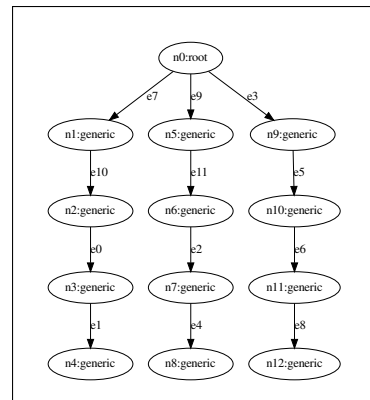 n0:root
e7 e9 e3
n1:generic n5:generic n9:generic
e10 e11 e5
n2:generic n6:generic n10:generic
e0 e2 e6
n3:generic n7:generic n11:generic
e1 e4 e8
n4:generic n8:generic n12:generic